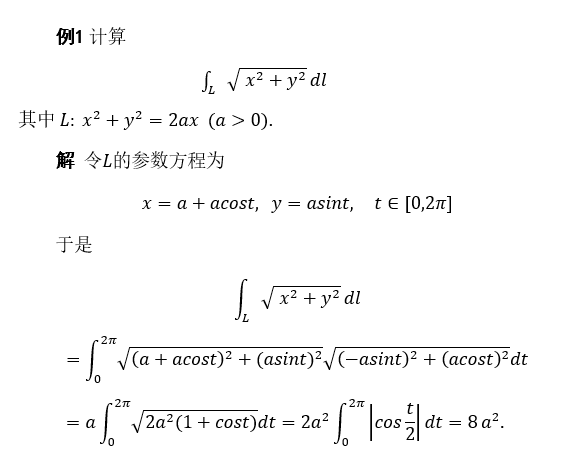 例1 计算
∫_L √(x² + y²) dl
其中 L: x² + y² = 2ax (a > 0).
解 令L的参数方程为
x = a + acost, y = asint, t ∈ [0,2π]
于是
∫_L √(x² + y²) dl
= ∫_0^{2π} √((a + acost)² + (asint)²) √((−asint)² + (acost)²) dt
= a ∫_0^{2π} √(2a²(1 + cost)) dt = 2a² ∫_0^{2π} |cos t/2| dt = 8 a².